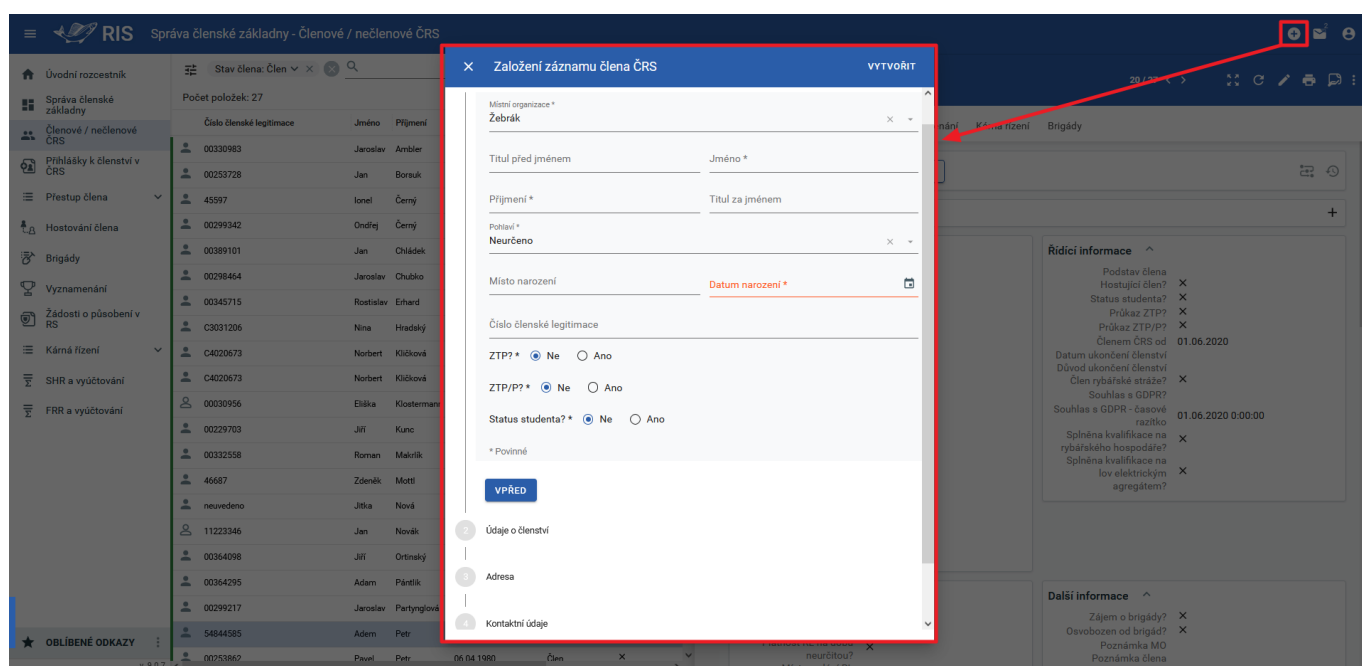 RIS Správa členské základny - Členové / nečlenové ČRS
2
Úvodní rozcestník
Správa členské
základny
Členové / nečlenové
ČRS
Přihlášky k členství v
ČRS
Přestup člena
Hostování člena
Brigády
Vyznamenání
Žádosti o působení v
RS
Kárná řízení
SHR a vyúčtování
FRR a vyúčtování
OBLÍBENÉ ODKAZY
Stav člena: Člen
Počet položek: 27
Číslo členské legitimace Jméno Příjmení
00330983 Jaroslav Ambler
00253728 Jan Borsuk
45597 Ionel Černý
00299342 Ondřej Černý
00389101 Jan Chládek
00298464 Jaroslav Chubko
00345715 Rostislav Erhard
C3031206 Nina Hradský
C4020673 Norbert Kličková
C4020673 Norbert Kličková
00030956 Eliška
00229703 Jiří Kunc
00332558 Roman Makrlík
46687 Zdeněk Mottl
neuvedeno Jitka Nová
11223346 Jan Novák
00364098 Jiří Ortinský
00364295 Adam Pántlik
00299217 Jaroslav Partynglová
54844585 Adem Petr
00253862 Pavel Petr 06.04.1980 Člen
Založení záznamu člena ČRS VYTVOŘIT
Místní organizace *
Žebrák
Titul před jménem Jméno *
Příjmení * Titul za jménem
Pohlaví *
Neurčeno
Místo narození Datum narození *
Číslo členské legitimace
ZTP? * Ne Ano
ZTP/P? * Ne Ano
Status studenta? * Ne Ano
* Povinné
VPŘED
2 Údaje o členství
3 Adresa
4 Kontaktní údaje
Kárná řízení Brigády
Řídící informace
Podstav člena
Hostující člen?
Status studenta?
Průkaz ZTP?
Průkaz ZTP/P?
Členem ČRS od 01.06.2020
Datum ukončení členství
Důvod ukončení členství
Člen rybářské stráže?
Souhlas s GDPR?
Souhlas s GDPR - časové
razítko 01.06.2020 0:00:00
Splněna kvalifikace na
rybářského hospodáře?
Splněna kvalifikace na
lov elektrickým
agregátem?
neurčitou?
Další informace
Zájem o brigády?
Osvobozen od brigád?
Poznámka MO
Poznámka člena